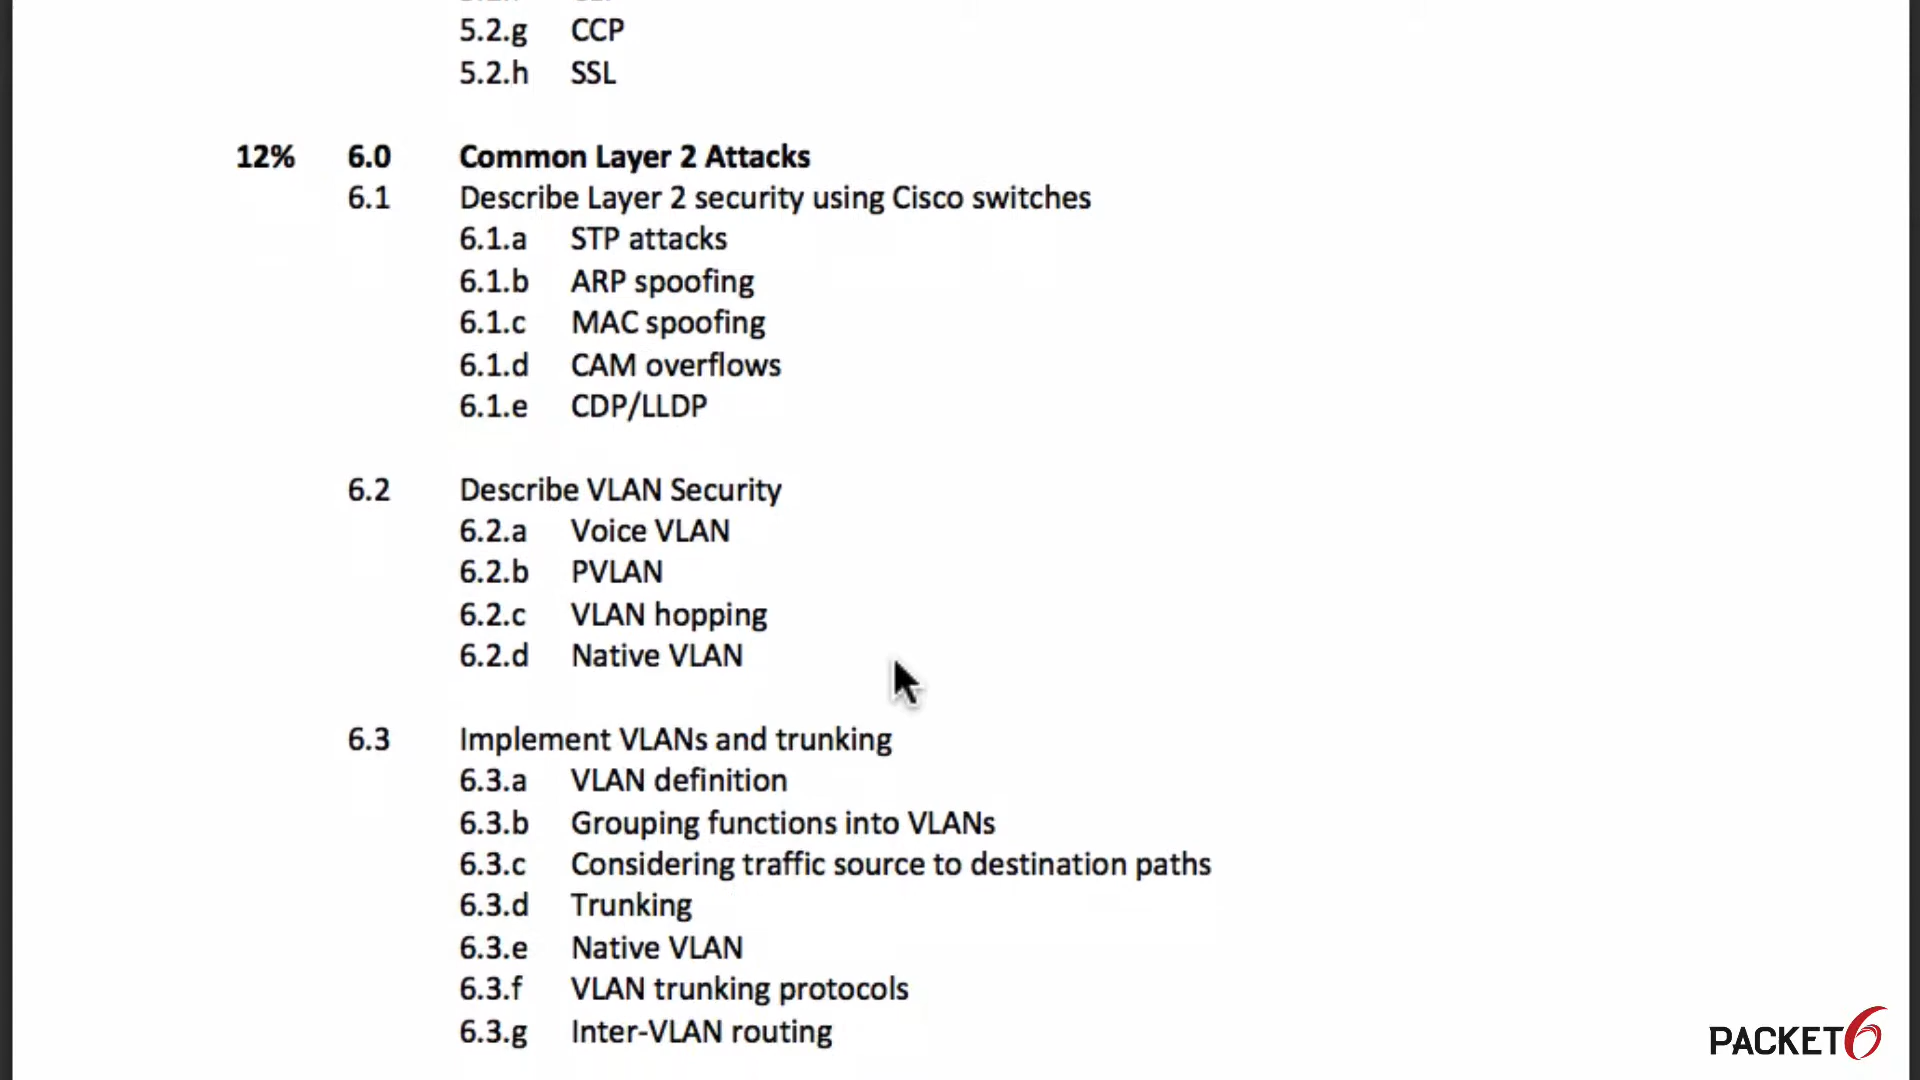 5.2.g CCP
5.2.h SSL
12% 6.0 Common Layer 2 Attacks
6.1 Describe Layer 2 security using Cisco switches
6.1.a STP attacks
6.1.b ARP spoofing
6.1.c MAC spoofing
6.1.d CAM overflows
6.1.e CDP/LLDP
6.2 Describe VLAN Security
6.2.a Voice VLAN
6.2.b PVLAN
6.2.c VLAN hopping
6.2.d Native VLAN
6.3 Implement VLANs and trunking
6.3.a VLAN definition
6.3.b Grouping functions into VLANs
6.3.c Considering traffic source to destination paths
6.3.d Trunking
6.3.e Native VLAN
6.3.f VLAN trunking protocols
6.3.g Inter-VLAN routing
PACKET6